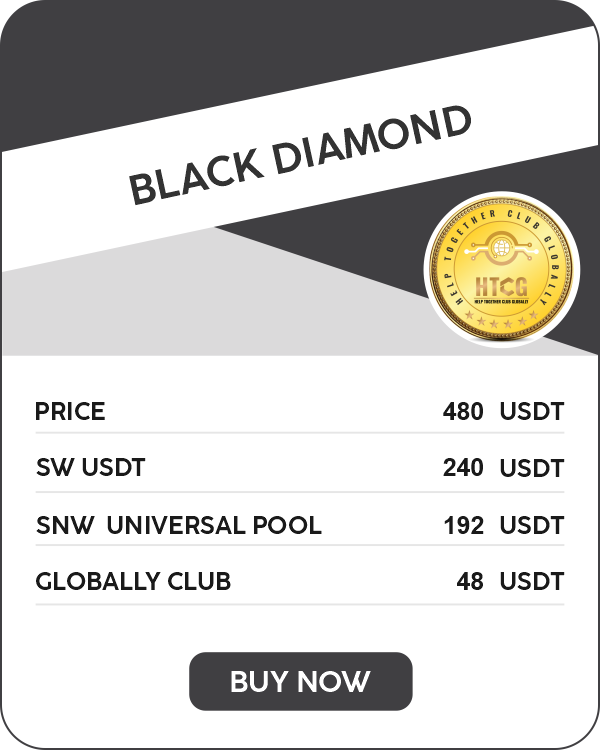 BLACK DIAMOND
HELP TOGETHER CLUB GLOBALLY
HTCG
HELP TOGETHER CLUB GLOBALLY
PRICE 480 USDT
SW USDT 240 USDT
SNW UNIVERSAL POOL 192 USDT
GLOBALLY CLUB 48 USDT
BUY NOW